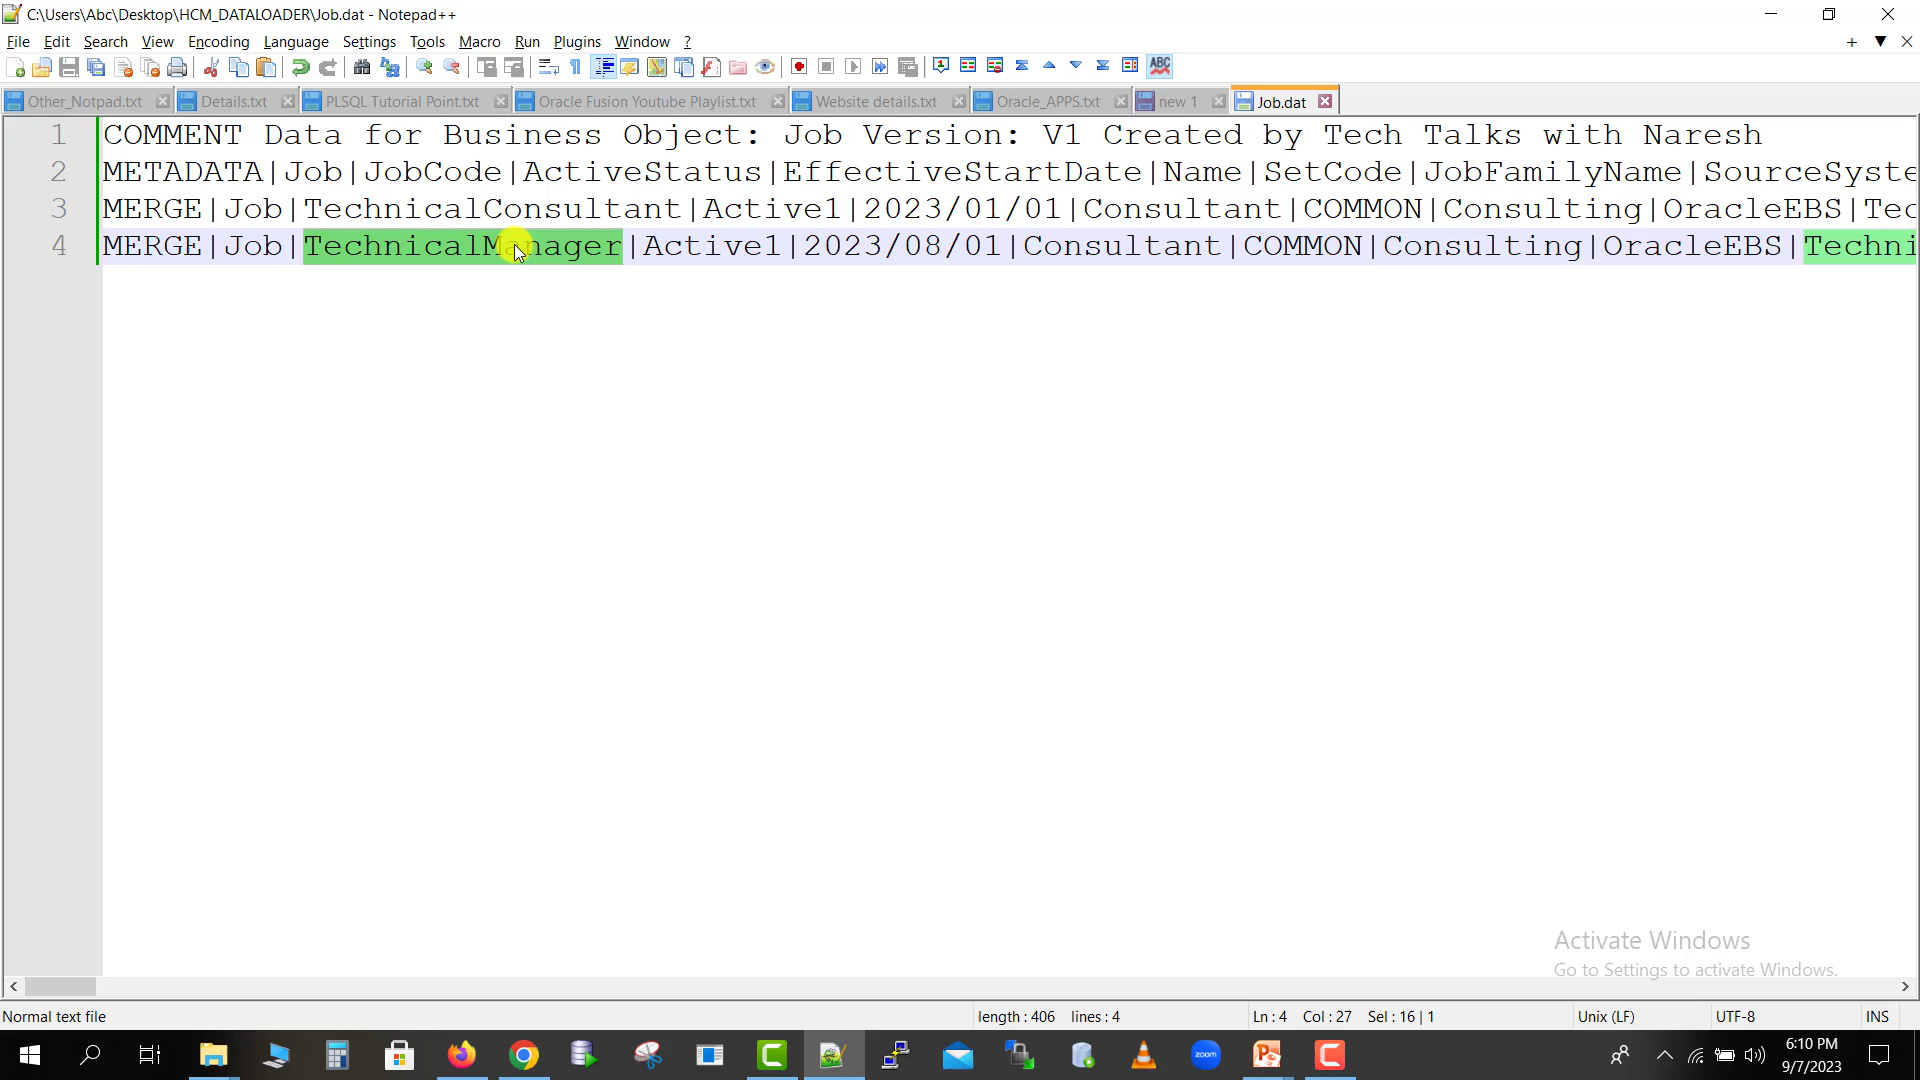 C:\Users\Abc\Desktop\HCM_DATALOADER\Job.dat - Notepad++
File Edit Search View Encoding Language Settings Tools Macro Run Plugins Window ?
Other_Notpad.txt Details.txt PLSQL Tutorial Point.txt Oracle Fusion Youtube Playlist.txt Website details.txt Oracle_APPS.txt new 1 Job.dat
1 COMMENT Data for Business Object: Job Version: V1 Created by Tech Talks with Naresh
2 METADATA|Job|JobCode|ActiveStatus|EffectiveStartDate|Name|SetCode|JobFamilyName|SourceSyste
3 MERGE|Job|TechnicalConsultant|Active1|2023/01/01|Consultant|COMMON|Consulting|OracleEBS|Tec
4 MERGE|Job|TechnicalManager|Active1|2023/08/01|Consultant|COMMON|Consulting|OracleEBS|Techni
Activate Windows
Go to Settings to activate Windows.
Normal text file length : 406 lines : 4 Ln : 4 Col : 27 Sel : 16 | 1 Unix (LF) UTF-8 INS
zoom
6:10 PM
9/7/2023